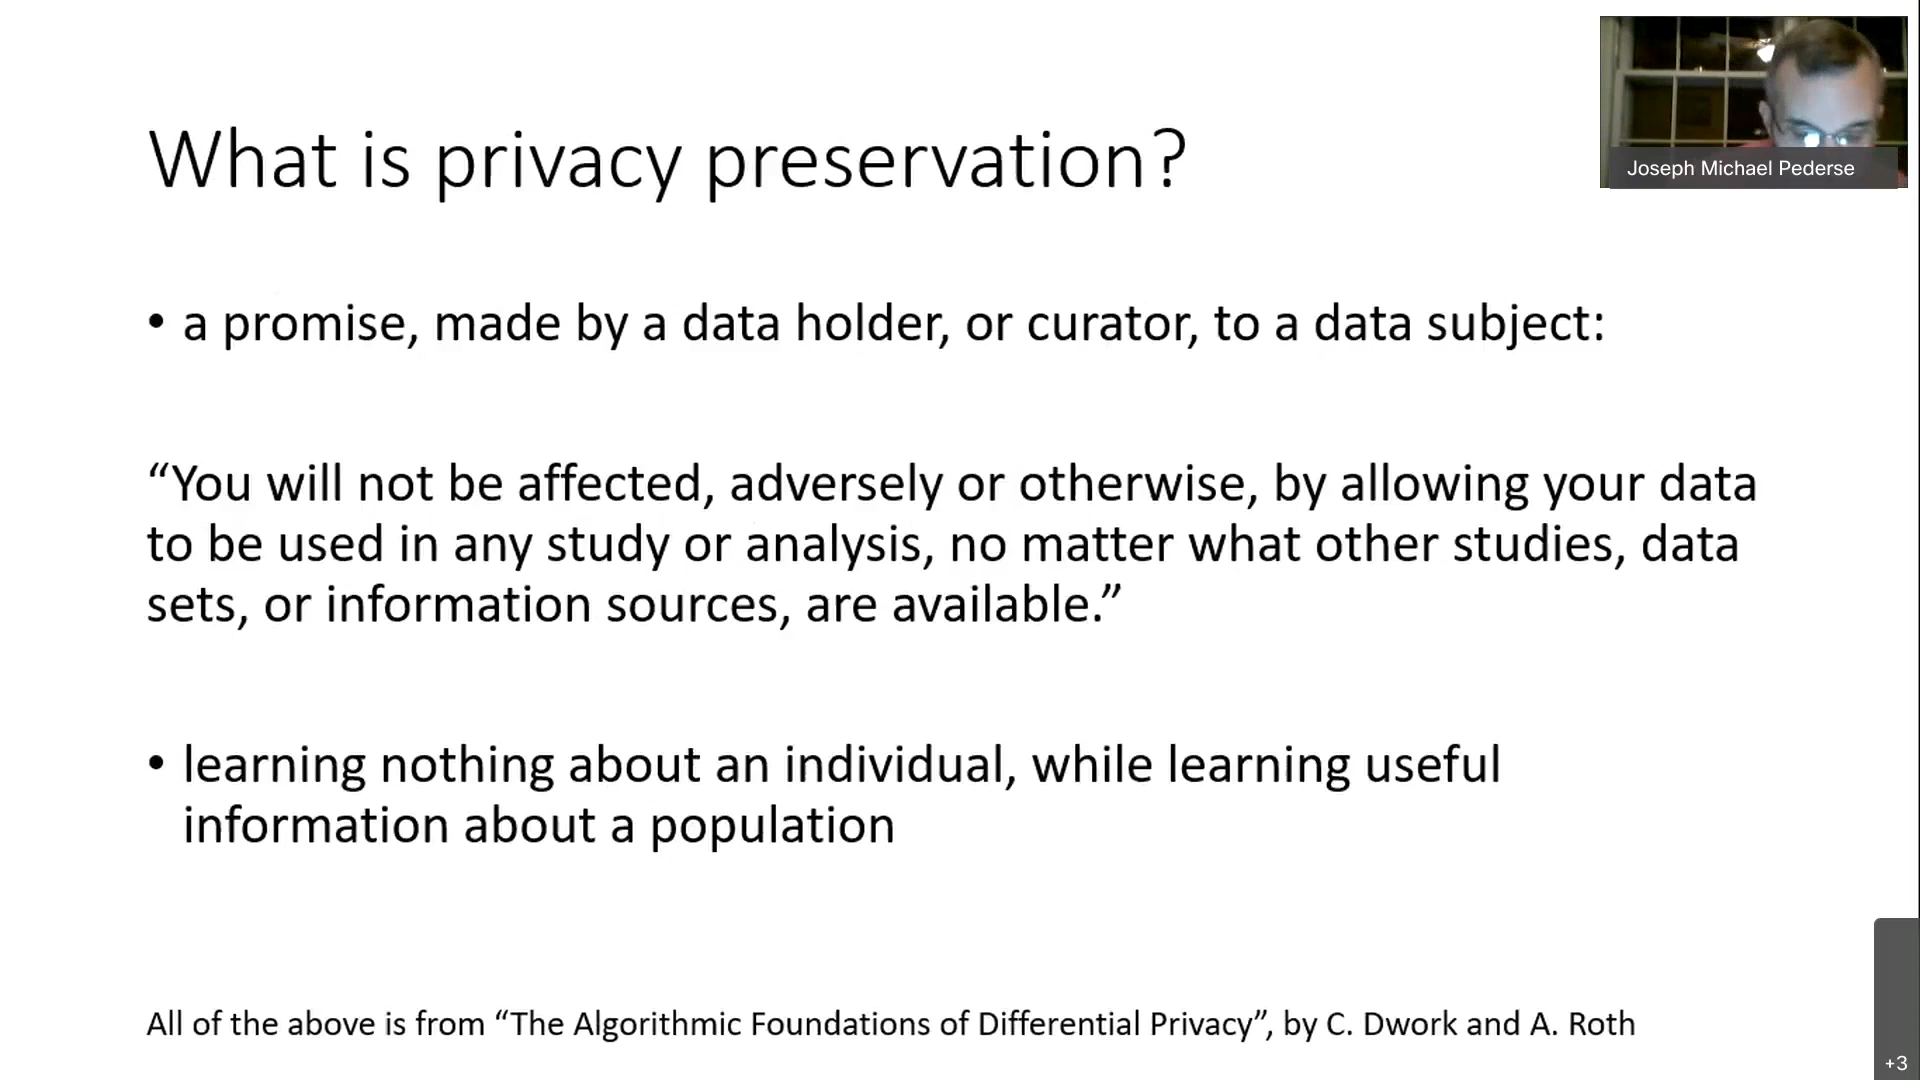 What is privacy preservation?
Joseph Michael Pederse
• a promise, made by a data holder, or curator, to a data subject:
“You will not be affected, adversely or otherwise, by allowing your data
to be used in any study or analysis, no matter what other studies, data
sets, or information sources, are available.”
• learning nothing about an individual, while learning useful
information about a population
All of the above is from “The Algorithmic Foundations of Differential Privacy”, by C. Dwork and A. Roth
+3